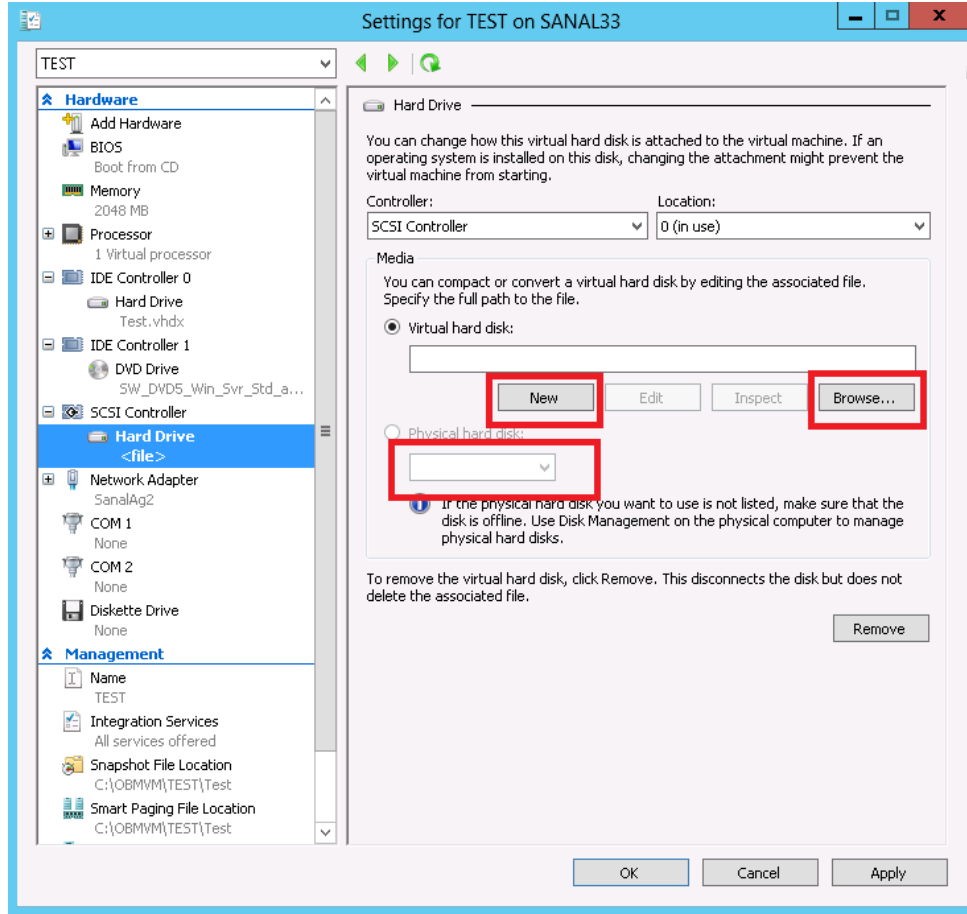 Settings for TEST on SANAL33
TEST
Hardware
Add Hardware
BIOS
Boot from CD
Memory
2048 MB
Processor
1 Virtual processor
IDE Controller 0
Hard Drive
Test.vhdx
IDE Controller 1
DVD Drive
SW_DVD5_Win_Svr_Std_a...
SCSI Controller
Hard Drive
<file>
Network Adapter
SanalAg2
COM 1
None
COM 2
None
Diskette Drive
None
Management
Name
TEST
Integration Services
All services offered
Snapshot File Location
C:\OBMVM\TEST\Test
Smart Paging File Location
C:\OBMVM\TEST\Test
Hard Drive
You can change how this virtual hard disk is attached to the virtual machine. If an
operating system is installed on this disk, changing the attachment might prevent the
virtual machine from starting.
Controller: Location:
SCSI Controller 0 (in use)
Media
You can compact or convert a virtual hard disk by editing the associated file.
Specify the full path to the file.
Virtual hard disk:
New Edit Inspect Browse...
Physical hard disk:
If the physical hard disk you want to use is not listed, make sure that the
disk is offline. Use Disk Management on the physical computer to manage
physical hard disks.
To remove the virtual hard disk, click Remove. This disconnects the disk but does not
delete the associated file.
Remove
OK Cancel Apply